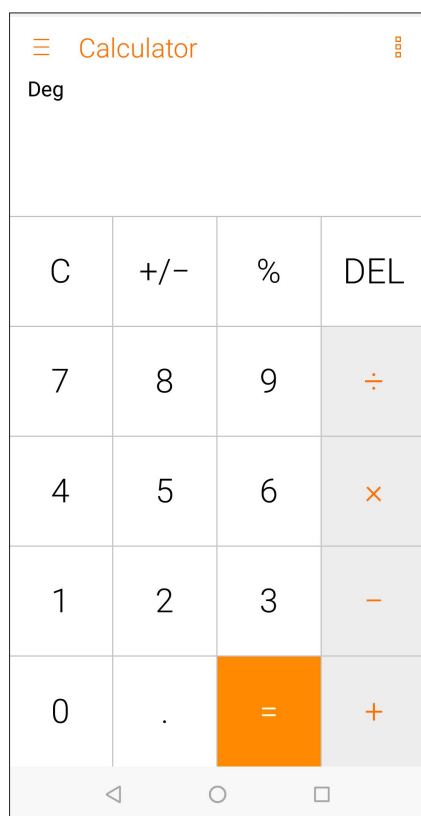 Calculator
Deg
C +/− % DEL
7 8 9 ÷
4 5 6 ×
1 2 3 −
0 . = +